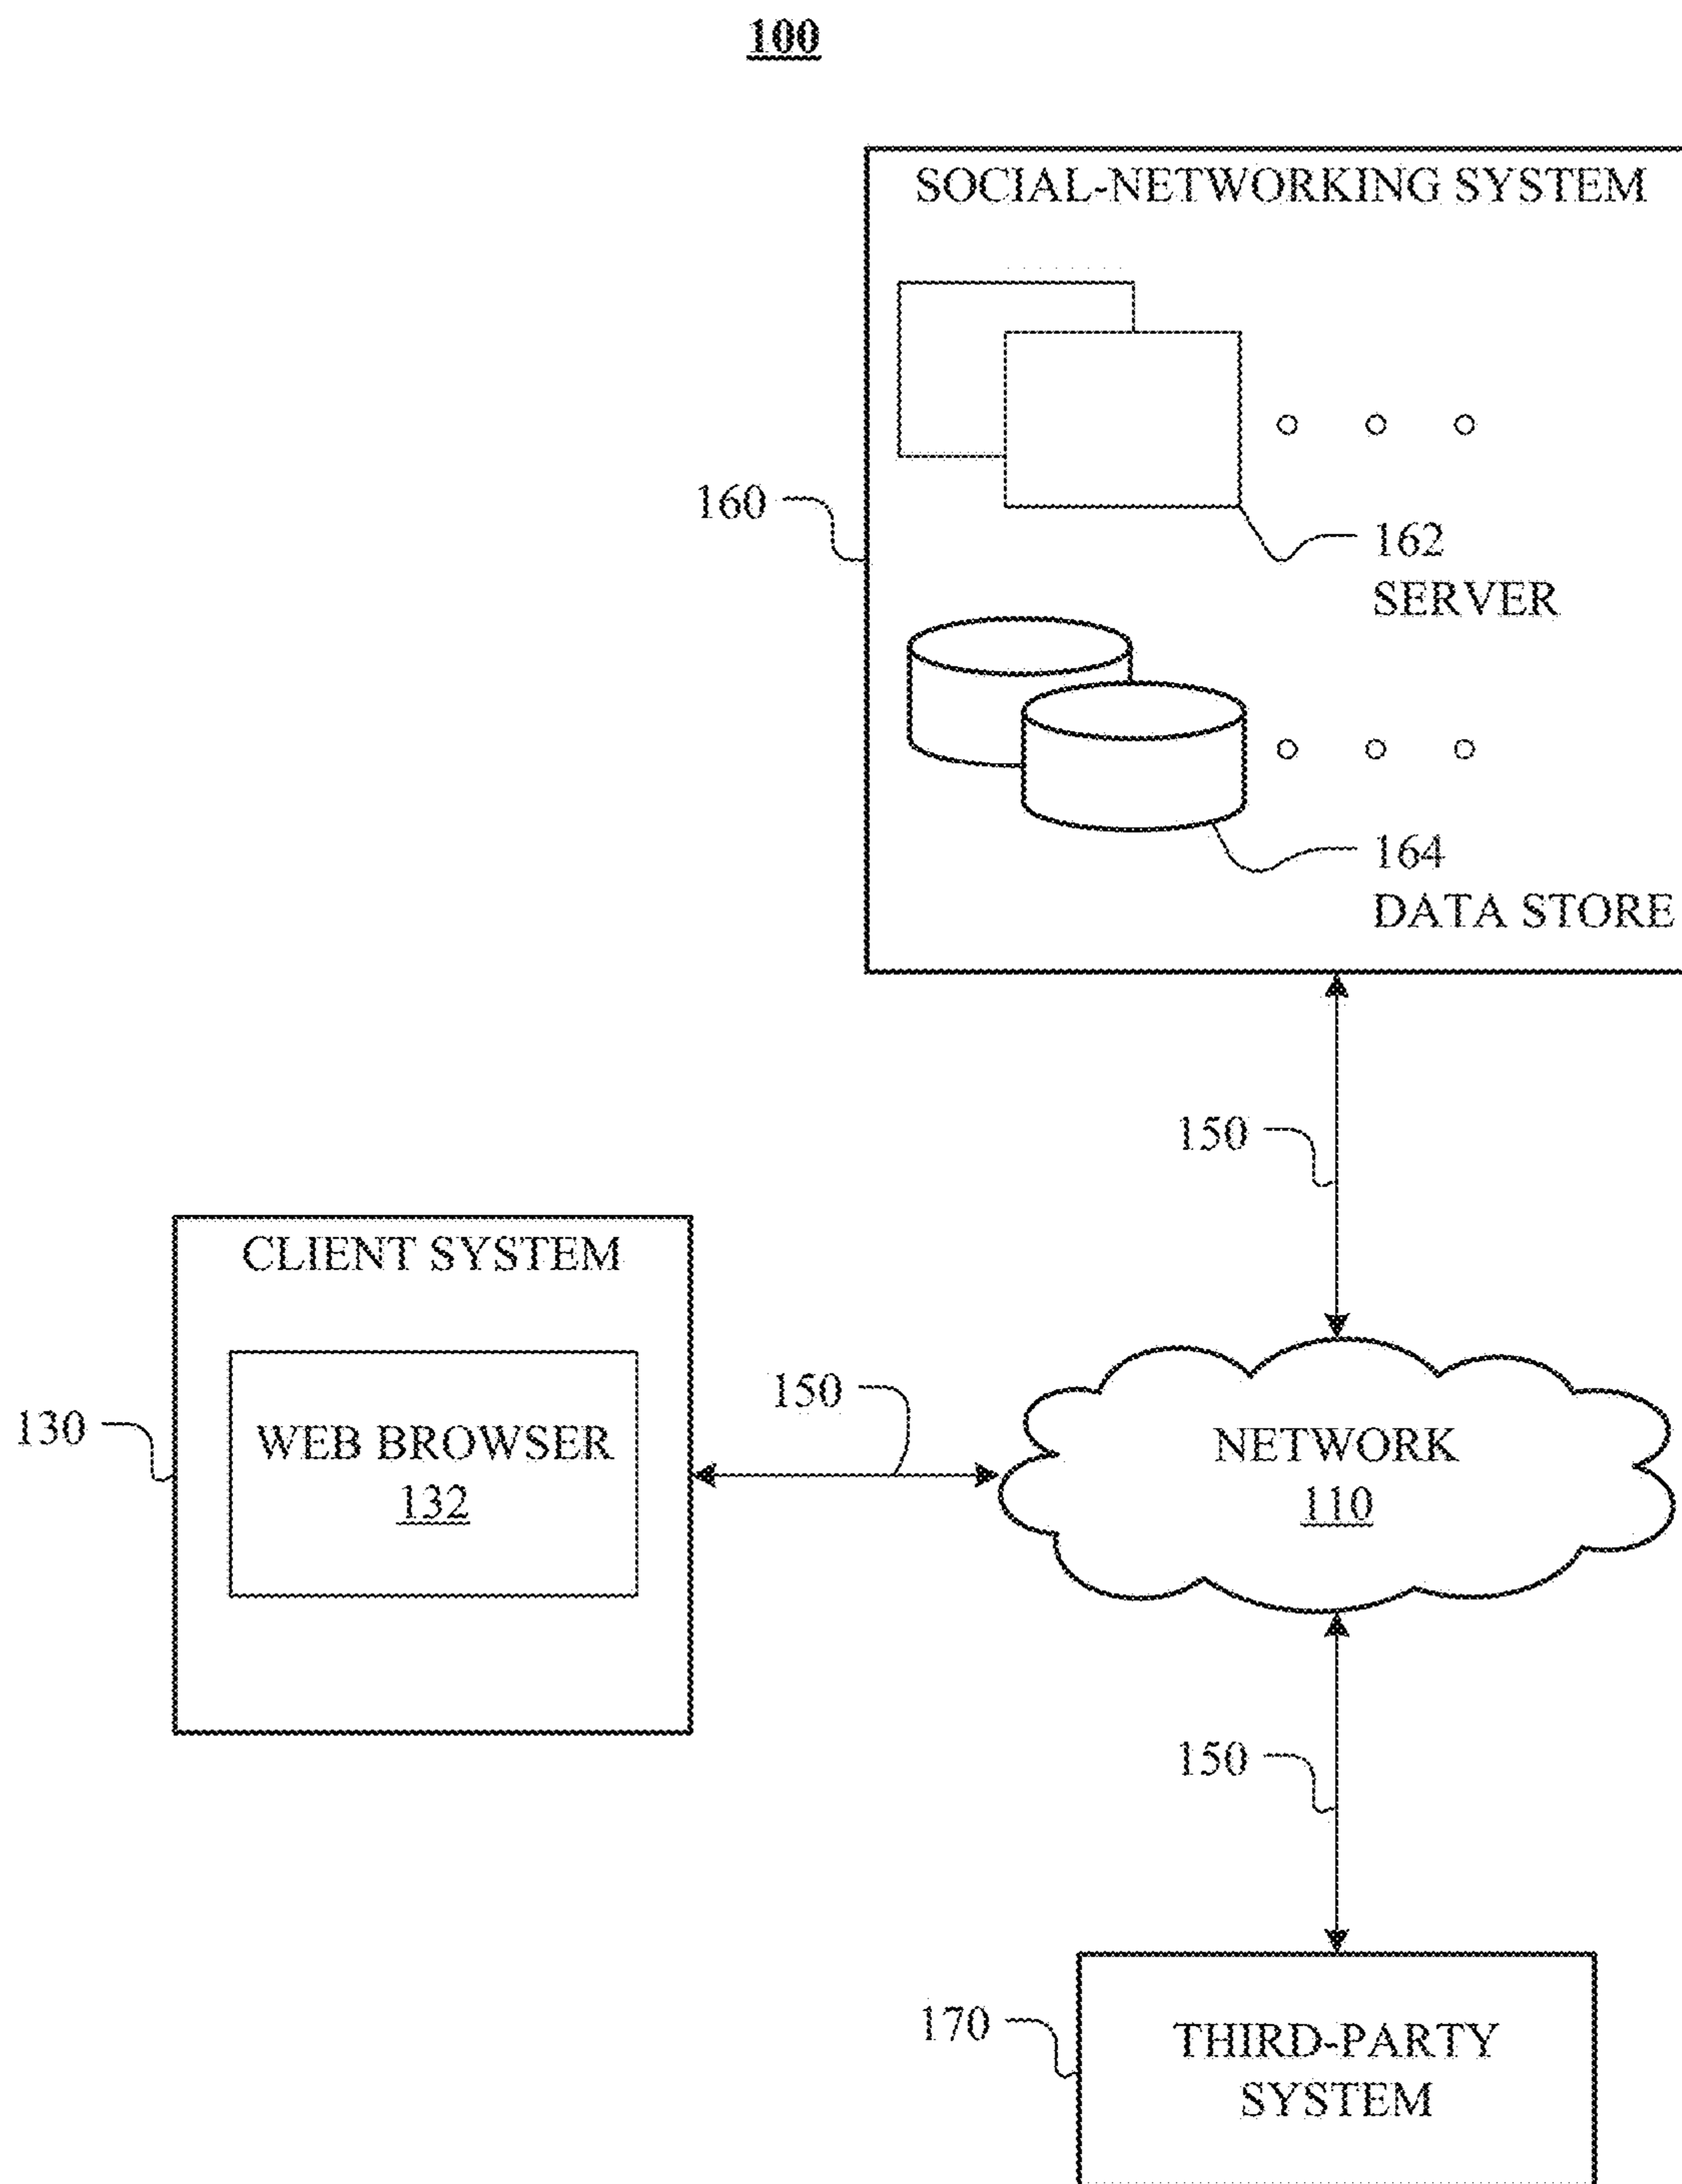 100
SOCIAL-NETWORKING SYSTEM
160
162
SERVER
164
DATA STORE
150
CLIENT SYSTEM
130
WEB BROWSER
132
150
NETWORK
110
150
170
THIRD-PARTY
SYSTEM